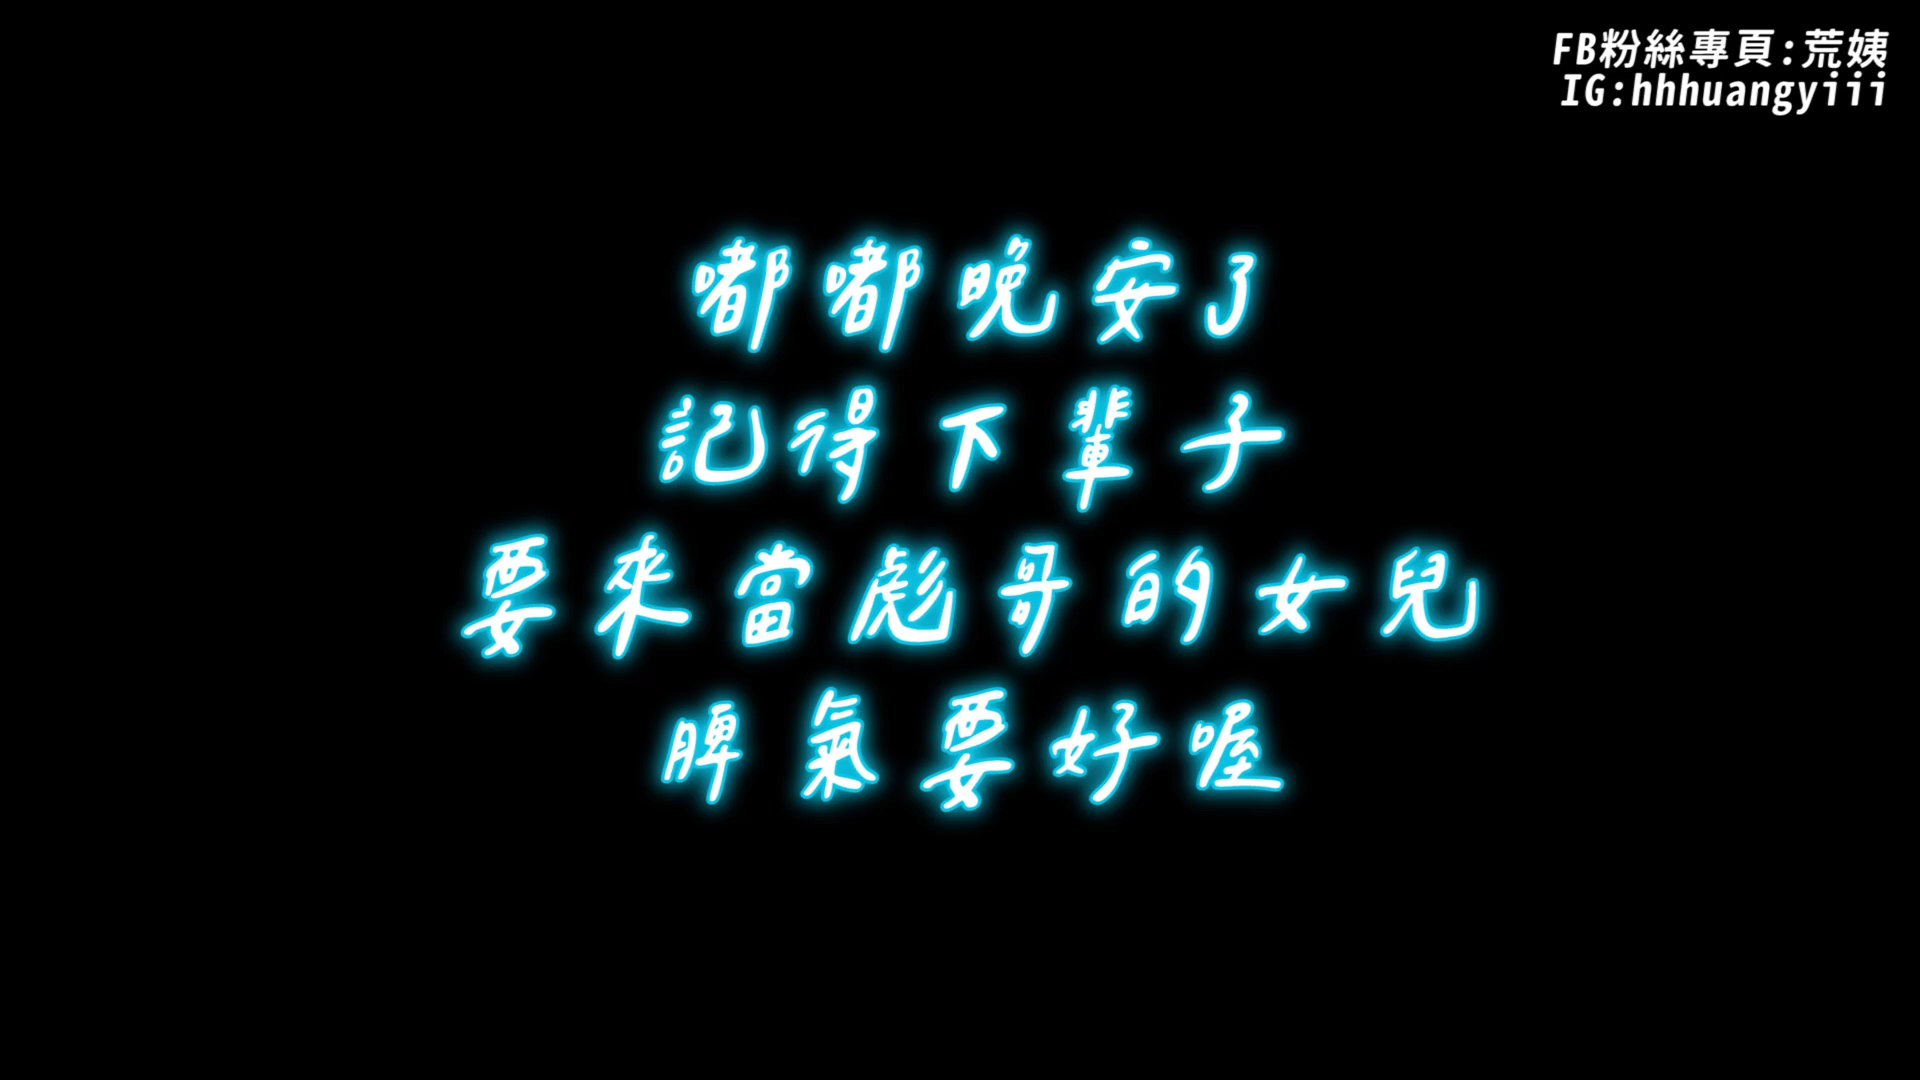 FB粉絲專頁:荒姨
IG:hhhuangyiii
嘟嘟晚安了
記得下輩子
要來當彪哥的女兒
脾氣要好喔